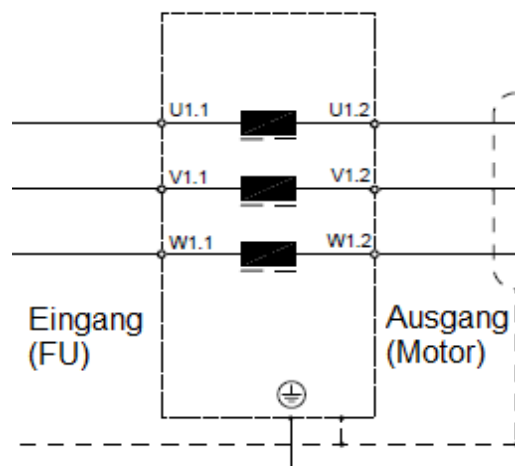 U1.1 U1.2
V1.1 V1.2
W1.1 W1.2
Eingang
(FU)
Ausgang
(Motor)